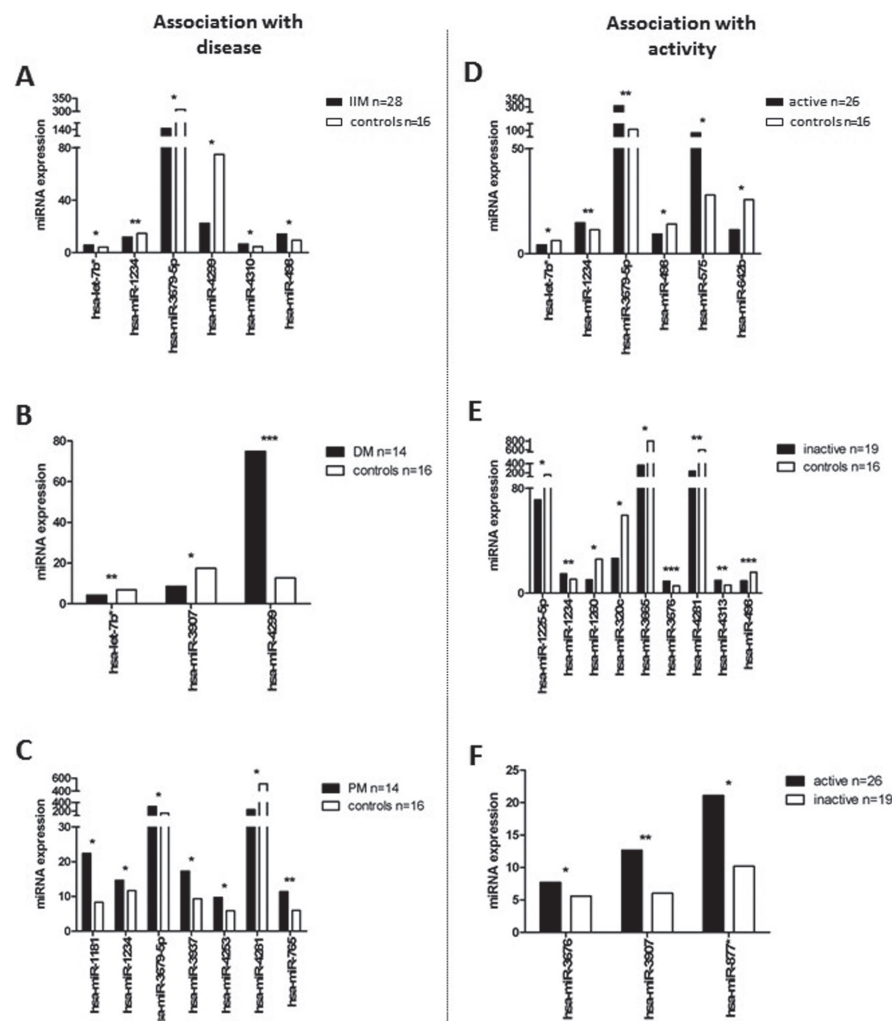 Association with
disease
A
miRNA expression
350
300
140
80
40
0
* ** * * * *
IIM n=28
controls n=16
hsa-let-7b*
hsa-miR-1234
hsa-miR-3679-5p
hsa-miR-4299
hsa-miR-4310
hsa-miR-498
B
miRNA expression
80
60
40
20
0
** * ***
DM n=14
controls n=16
hsa-let-7b*
hsa-miR-3907
hsa-miR-4299
C
miRNA expression
600
400
400
200
30
20
10
0
* * * * * * **
PM n=14
controls n=16
hsa-miR-1181
hsa-miR-1234
hsa-miR-3679-5p
hsa-miR-3937
hsa-miR-4253
hsa-miR-4281
hsa-miR-765
Association with
activity
D
miRNA expression
350
300
100
50
0
* ** ** * * *
active n=26
controls n=16
hsa-let-7b*
hsa-miR-1234
hsa-miR-3679-5p
hsa-miR-498
hsa-miR-575
hsa-miR-642b
E
miRNA expression
800
600
400
200
80
0
* ** * * * *** ** ** ***
inactive n=19
controls n=16
hsa-miR-1225-5p
hsa-miR-1234
hsa-miR-1260
hsa-miR-320c
hsa-miR-3665
hsa-miR-3676
hsa-miR-4281
hsa-miR-4313
hsa-miR-498
F
miRNA expression
25
20
15
10
5
0
* ** *
active n=26
inactive n=19
hsa-miR-3676
hsa-miR-3907
hsa-miR-877*